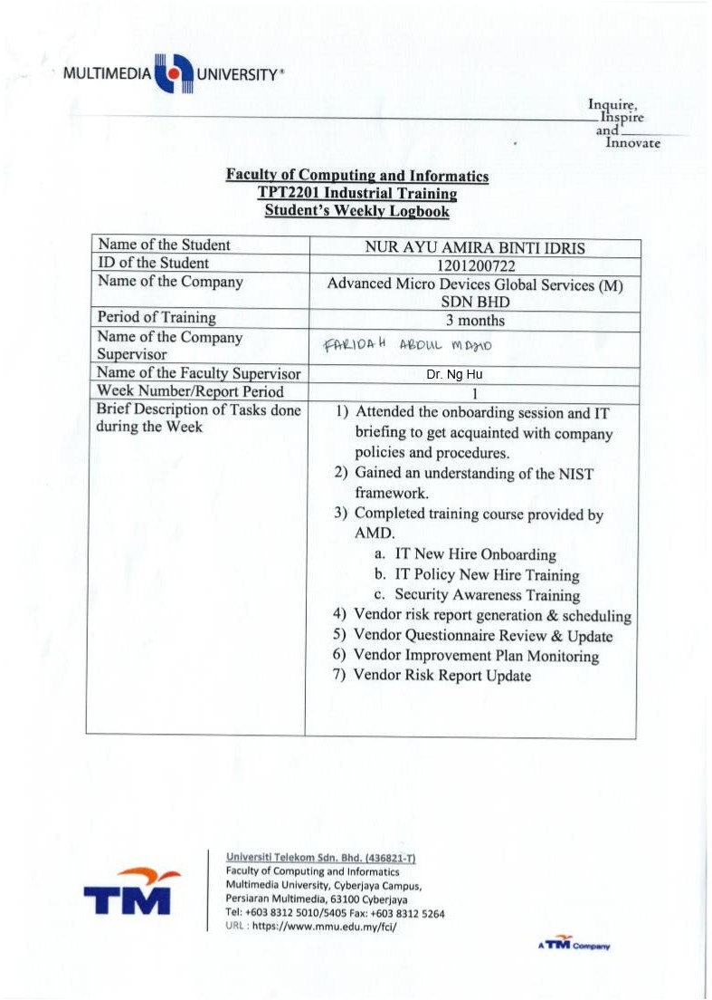 MULTIMEDIA UNIVERSITY®
Inquire,
Inspire
and
Innovate
Faculty of Computing and Informatics
TPT2201 Industrial Training
Student's Weekly Logbook
Name of the Student NUR AYU AMIRA BINTI IDRIS
ID of the Student 1201200722
Name of the Company Advanced Micro Devices Global Services (M)
SDN BHD
Period of Training 3 months
Name of the Company
Supervisor FARIDAH ABDUL MAJID
Name of the Faculty Supervisor Dr. Ng Hu
Week Number/Report Period 1
Brief Description of Tasks done
during the Week
1) Attended the onboarding session and IT
briefing to get acquainted with company
policies and procedures.
2) Gained an understanding of the NIST
framework.
3) Completed training course provided by
AMD.
a. IT New Hire Onboarding
b. IT Policy New Hire Training
c. Security Awareness Training
4) Vendor risk report generation & scheduling
5) Vendor Questionnaire Review & Update
6) Vendor Improvement Plan Monitoring
7) Vendor Risk Report Update
TM
Universiti Telekom Sdn. Bhd. (436821-T)
Faculty of Computing and Informatics
Multimedia University, Cyberjaya Campus,
Persiaran Multimedia, 63100 Cyberjaya
Tel: +603 8312 5010/5405 Fax: +603 8312 5264
URL : https://www.mmu.edu.my/fci/
A TM Company